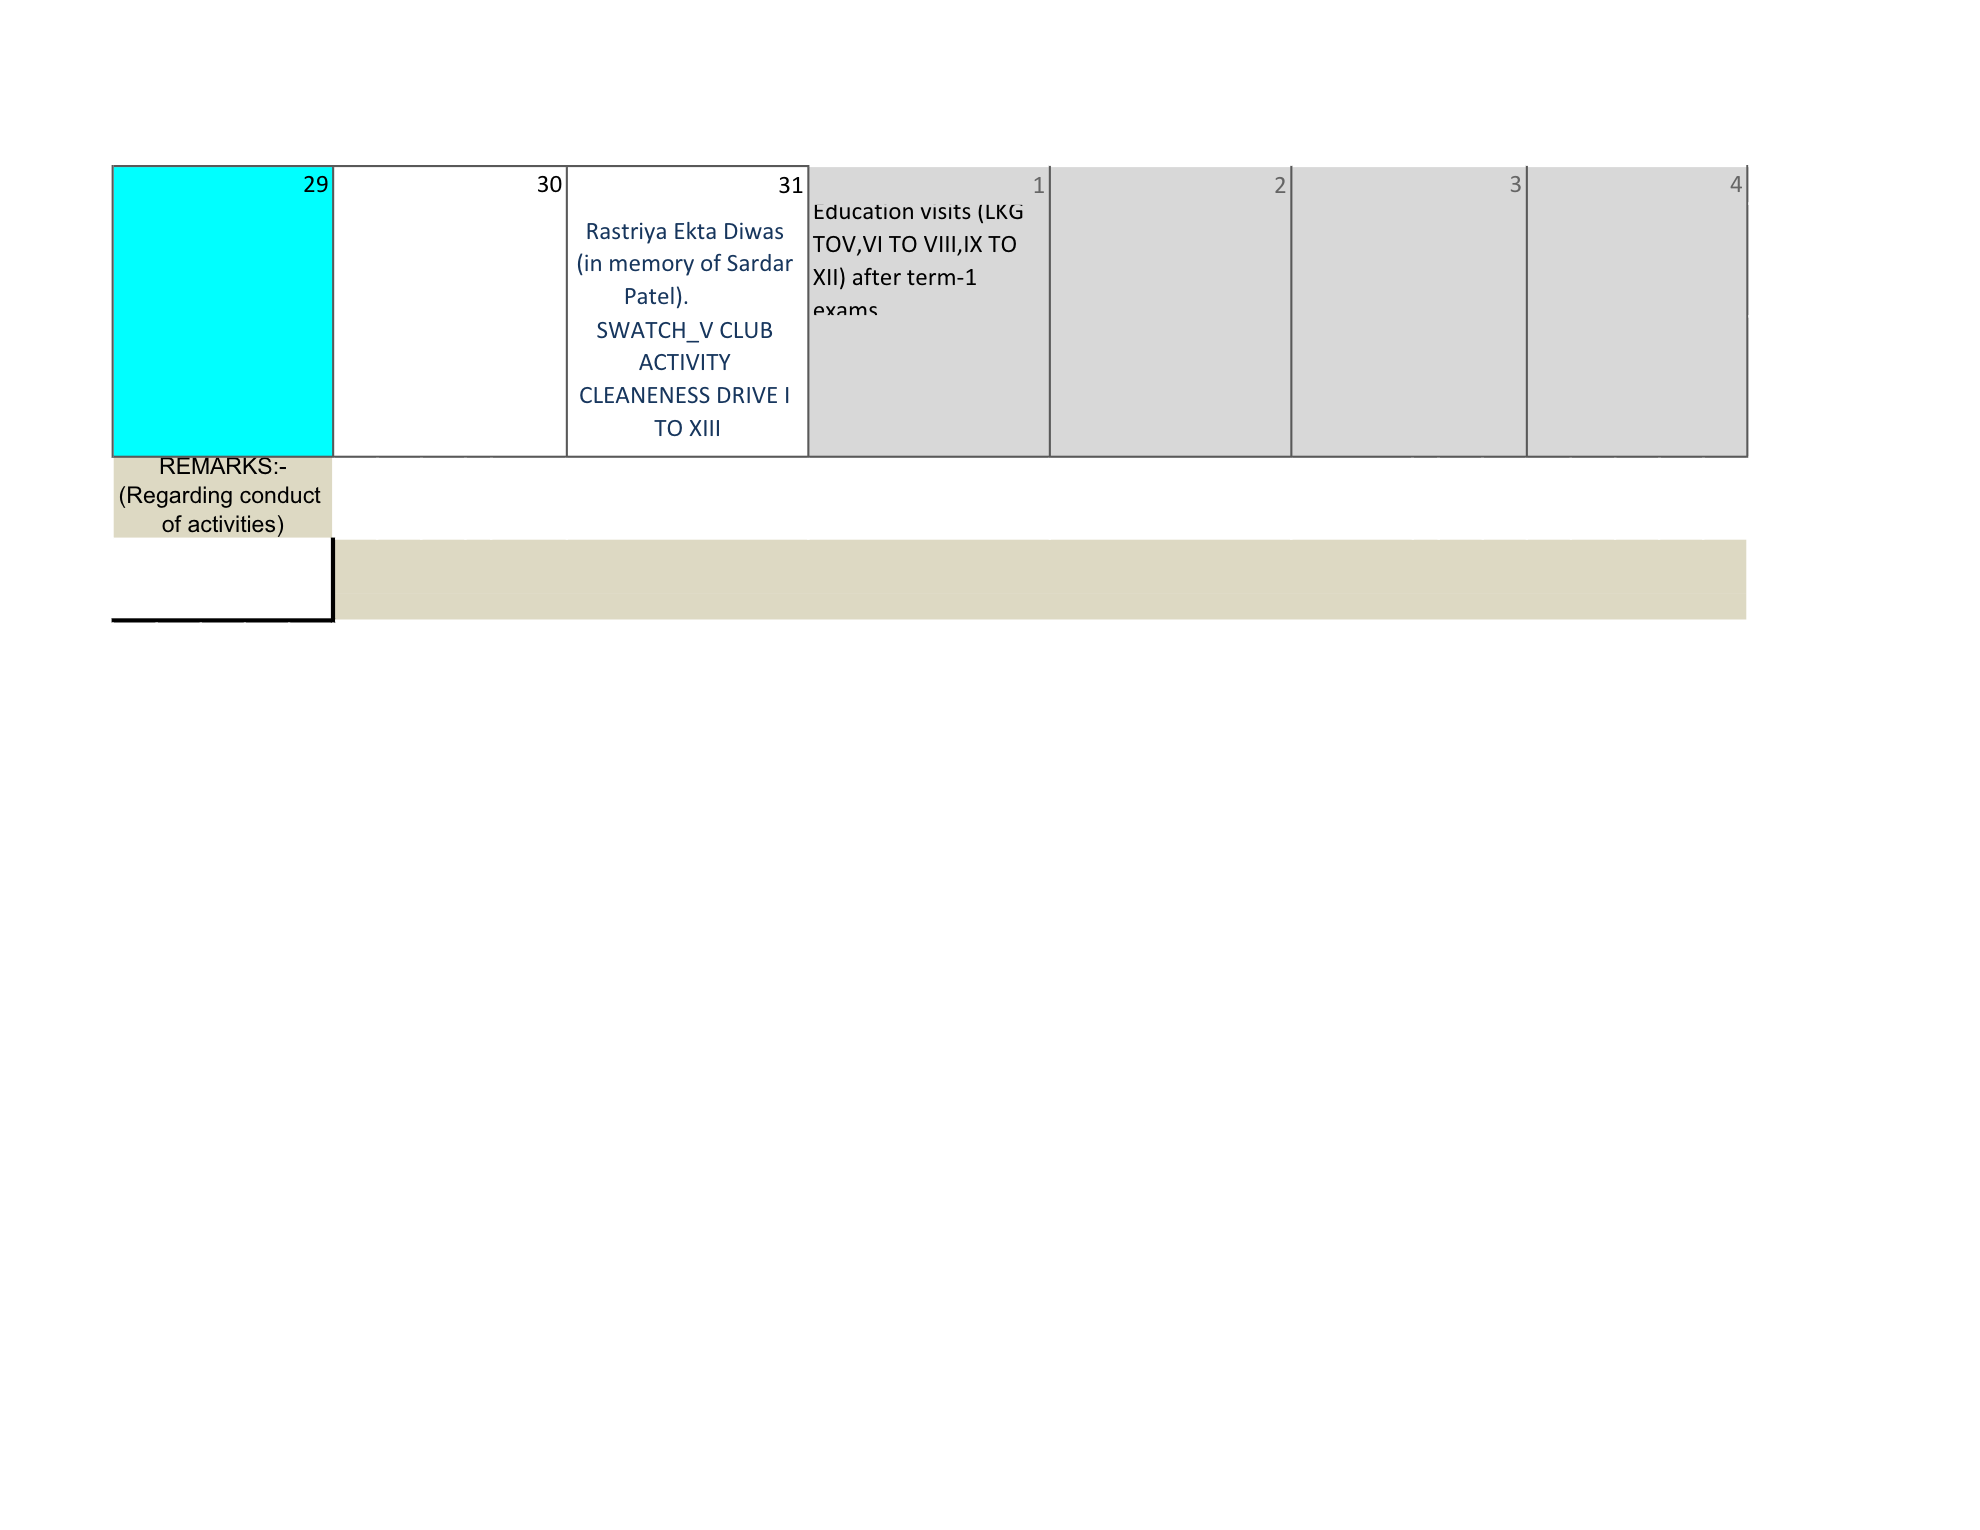 29
30
31
1
2
3
4
Rastriya Ekta Diwas
(in memory of Sardar
Patel).
SWATCH_V CLUB
ACTIVITY
CLEANENESS DRIVE I
TO XIII
Education visits (LKG
TOV,VI TO VIII,IX TO
XII) after term-1
exams
REMARKS:-
(Regarding conduct
of activities)